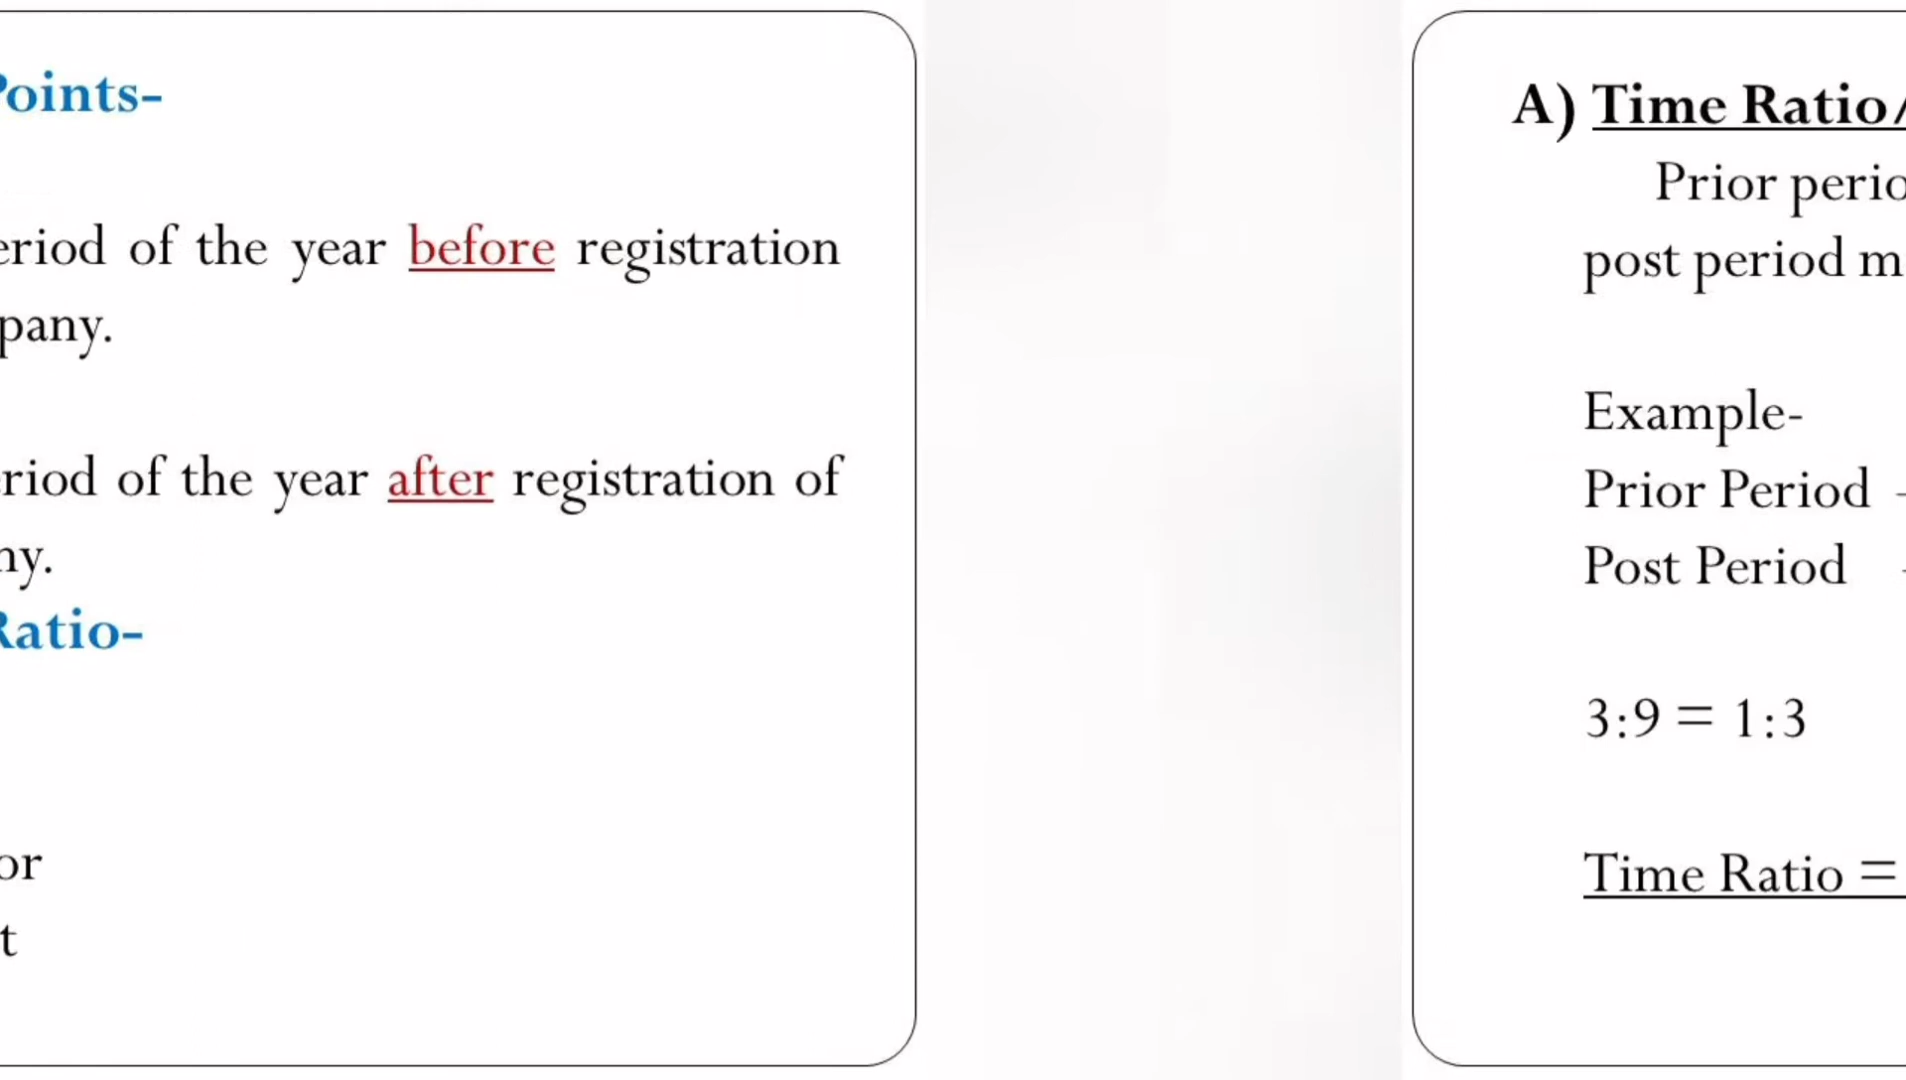 Points-
eriod of the year before registration
pany.
riod of the year after registration of
ny.
Ratio-
or
t
A) Time Ratio/
Prior perio
post period m
Example-
Prior Period -
Post Period -
3:9 = 1:3
Time Ratio =